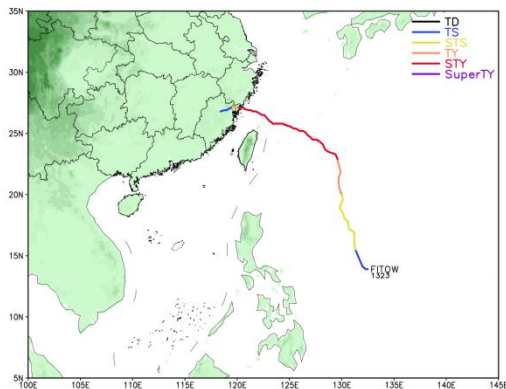 35N
TD
TS
STS
TY
STY
SuperTY
30N
25N
20N
15N
FITOW
1323
10N
5N
100E 105E 110E 115E 120E 125E 130E 135E 140E 145E